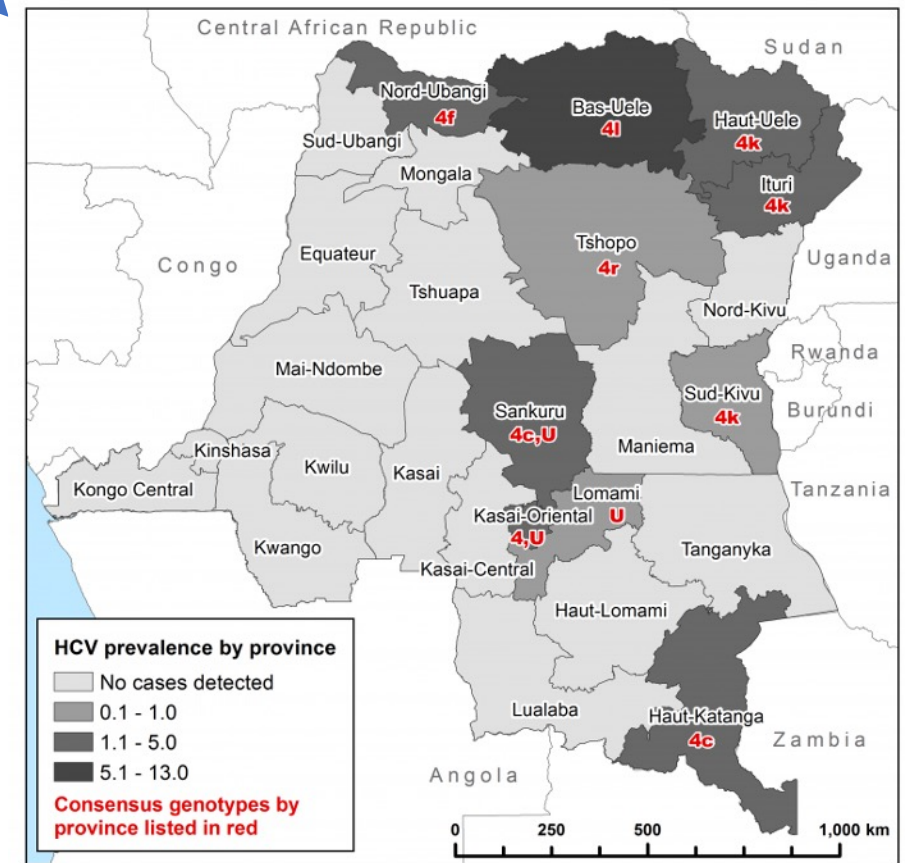 Central African Republic
Sudan
Nord-Ubangi
4f
Bas-Uele
4l
Haut-Uele
4k
Sud-Ubangi
Mongala
Ituri
4k
Equateur
Congo
Tshopo
4r
Uganda
Tshuapa
Nord-Kivu
Rwanda
Mai-Ndombe
Sankuru
4c,U
Sud-Kivu
4k
Burundi
Kinshasa
Kwilu
Kasai
Maniema
Kongo Central
Lomami
U
Tanzania
Kasai-Oriental
4,U
Kwango
Tanganyika
Kasai-Central
Haut-Lomami
HCV prevalence by province
No cases detected
0.1 - 1.0
1.1 - 5.0
5.1 - 13.0
Consensus genotypes by
province listed in red
Lualaba
Haut-Katanga
4c
Zambia
Angola
0 250 500 1,000 km